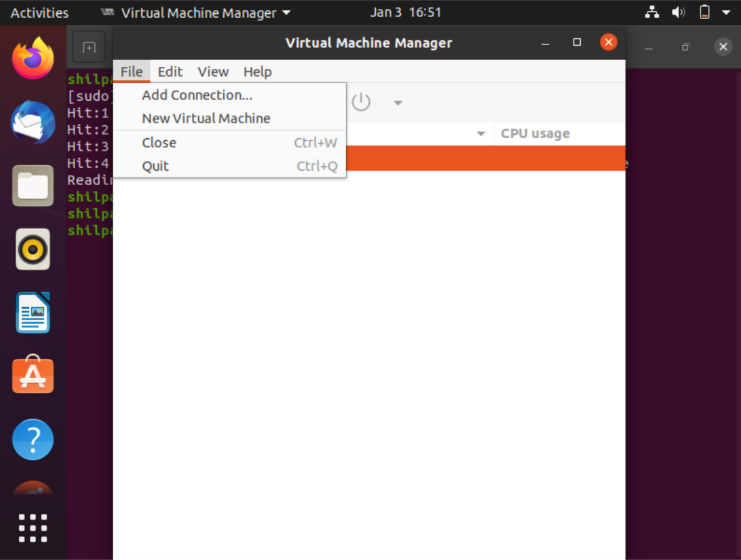 Activities Virtual Machine Manager Jan 3 16:51
Virtual Machine Manager
File Edit View Help
Add Connection...
New Virtual Machine
Close Ctrl+W
Quit Ctrl+Q
CPU usage
shilpa
[sudo]
Hit:1
Hit:2
Hit:3
Hit:4
Readin
shilpa
shilpa
shilpa